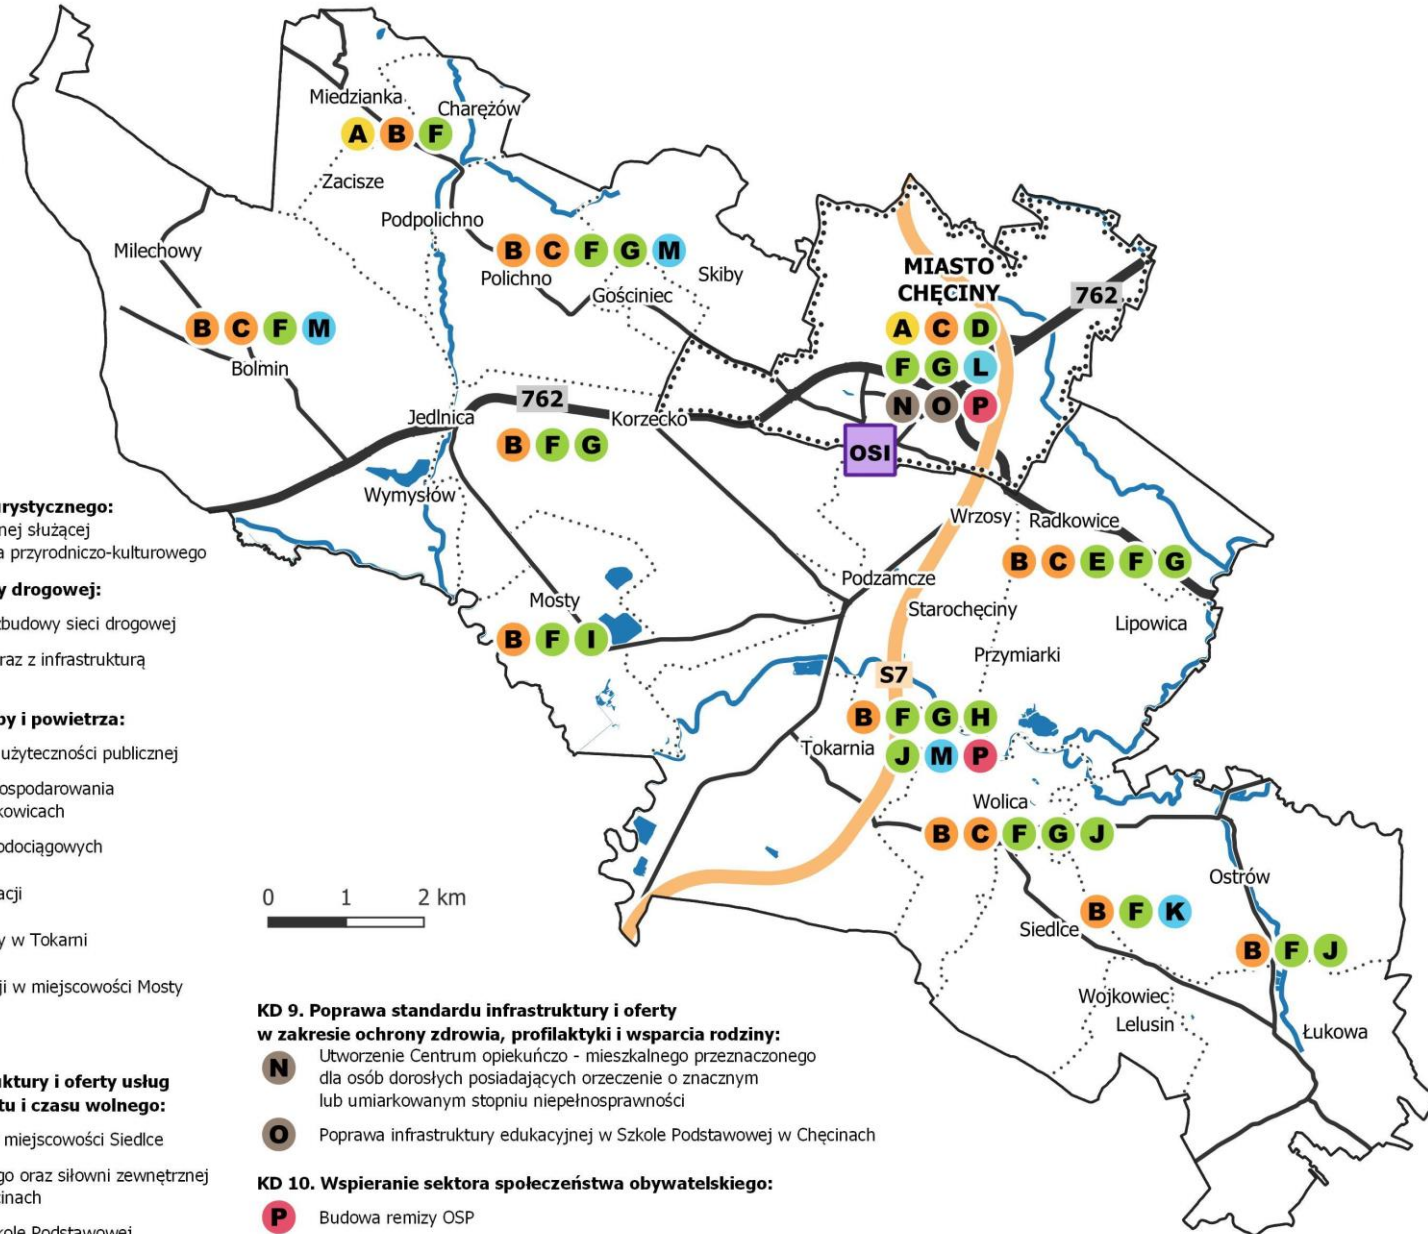 Miedzianka
Charężów
A B F
Zacisze
Podpolichno
Milechowy
B C F G M
Polichno
Skiby
Gościniec
MIASTO
CHĘCINY
762
A C D
F G L
N O P
B C F M
Bolmin
762
Jedlnica
Korzecko
B F G
OSI
Wymysłów
Wrzosy
Radkowice
B C E F G
Podzamcze
Starochęciny
Lipowica
Mosty
B F I
Przymiarki
S7
B F G H
Tokarnia
J M P
Wolica
B C F G J
Ostrów
Siedlce
B F K
B F J
Wojkowiec
Lelusin
Łukowa
0 1 2 km
rystycznego:
nej służącej
a przyrodniczo-kulturowego
y drogowej:
budowy sieci drogowej
raz z infrastrukturą
by i powietrza:
użyteczności publicznej
ospodarowania
kowicach
odociągowych
acji
y w Tokarni
ji w miejscowości Mosty
ktury i oferty usług
tu i czasu wolnego:
miejscowości Siedlce
go oraz siłowni zewnętrznej
inach
kole Podstawowej
KD 9. Poprawa standardu infrastruktury i oferty
w zakresie ochrony zdrowia, profilaktyki i wsparcia rodziny:
N Utworzenie Centrum opiekuńczo - mieszkalnego przeznaczonego
dla osób dorosłych posiadających orzeczenie o znacznym
lub umiarkowanym stopniu niepełnosprawności
O Poprawa infrastruktury edukacyjnej w Szkole Podstawowej w Chęcinach
KD 10. Wspieranie sektora społeczeństwa obywatelskiego:
P Budowa remizy OSP